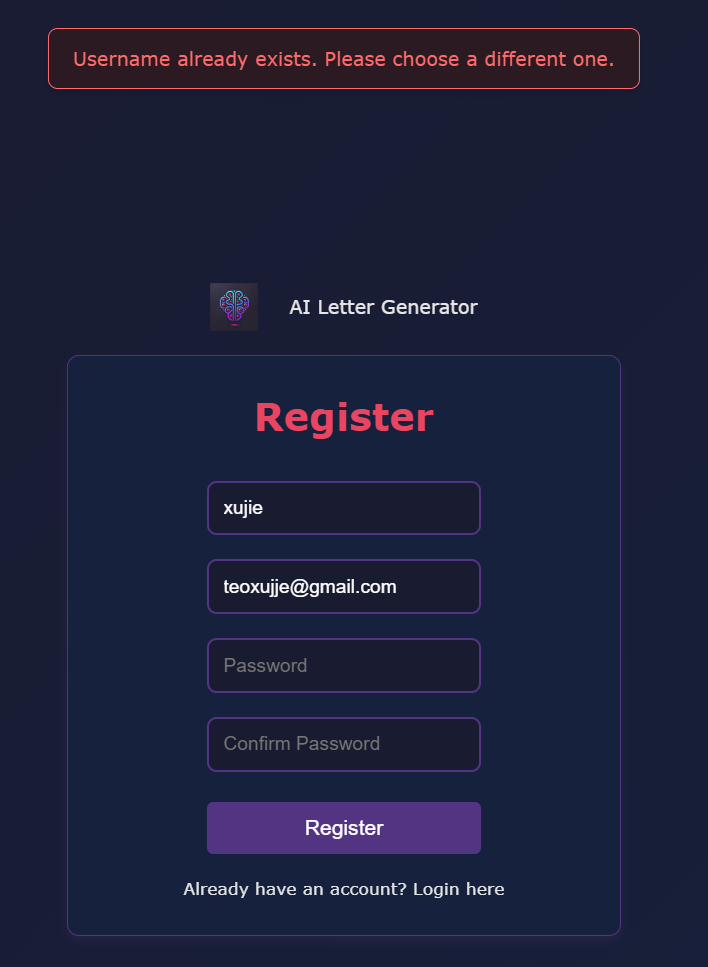 Username already exists. Please choose a different one.
AI Letter Generator
Register
xujie
teoxujje@gmail.com
Password
Confirm Password
Register
Already have an account? Login here